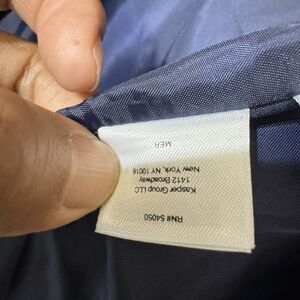 RN# 54050
Kasper Group LLC
1412 Broadway
New York, NY 10018
MER